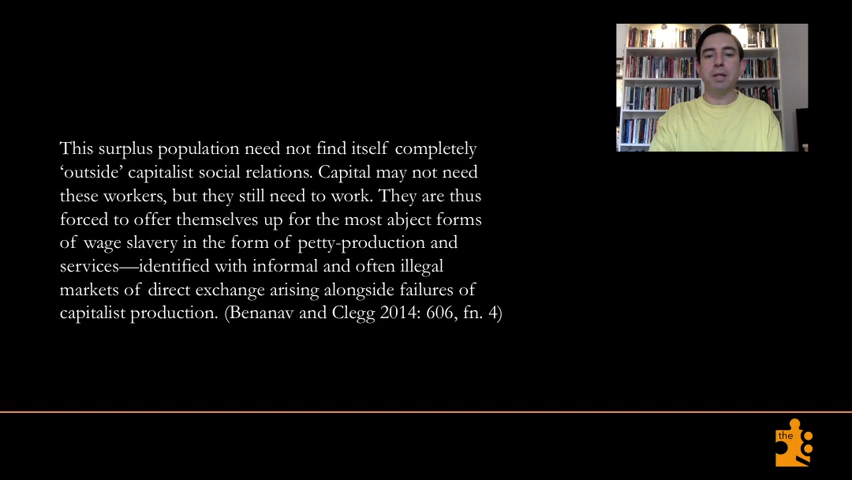 This surplus population need not find itself completely
‘outside’ capitalist social relations. Capital may not need
these workers, but they still need to work. They are thus
forced to offer themselves up for the most abject forms
of wage slavery in the form of petty-production and
services—identified with informal and often illegal
markets of direct exchange arising alongside failures of
capitalist production. (Benanav and Clegg 2014: 606, fn. 4)
the